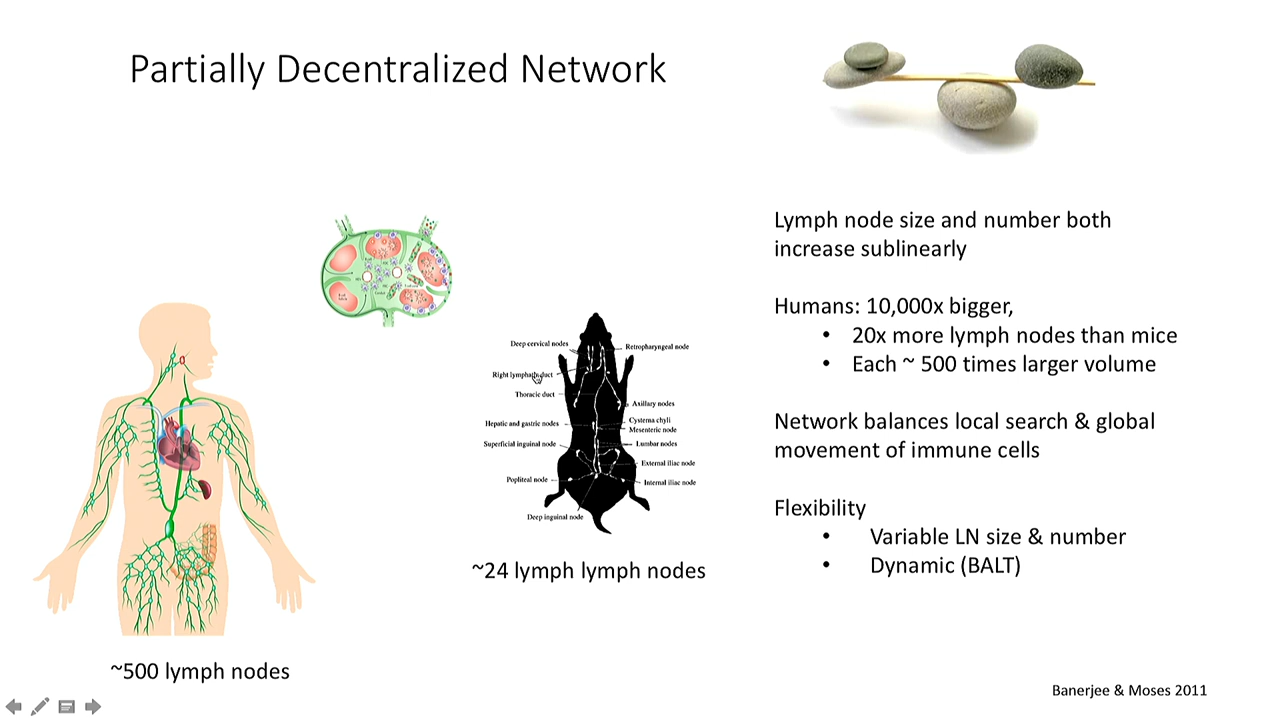 Partially Decentralized Network
Lymph node size and number both
increase sublinearly
Humans: 10,000x bigger,
• 20x more lymph nodes than mice
• Each ~ 500 times larger volume
Network balances local search & global
movement of immune cells
Flexibility
• Variable LN size & number
• Dynamic (BALT)
Deep cervical nodes
Retropharyngeal node
Right lymphatic duct
Thoracic duct
Axillary nodes
Hepatic and gastric nodes
Cysterna chyli
Mesenteric node
Superficial inguinal node
Lumbar nodes
External iliac node
Popliteal node
Internal iliac node
Deep inguinal node
~24 lymph lymph nodes
~500 lymph nodes
Banerjee & Moses 2011